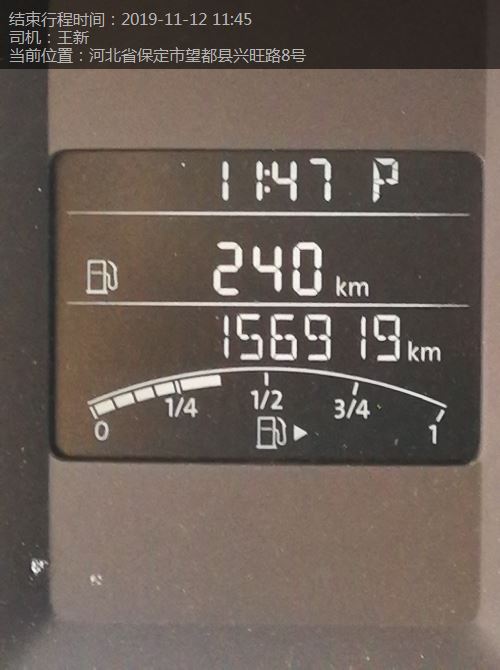 结束行程时间：2019-11-12 11:45
司机：王新
当前位置：河北省保定市望都县兴旺路8号
11:47 P
240 km
156919 km
0 1/4 1/2 3/4 1